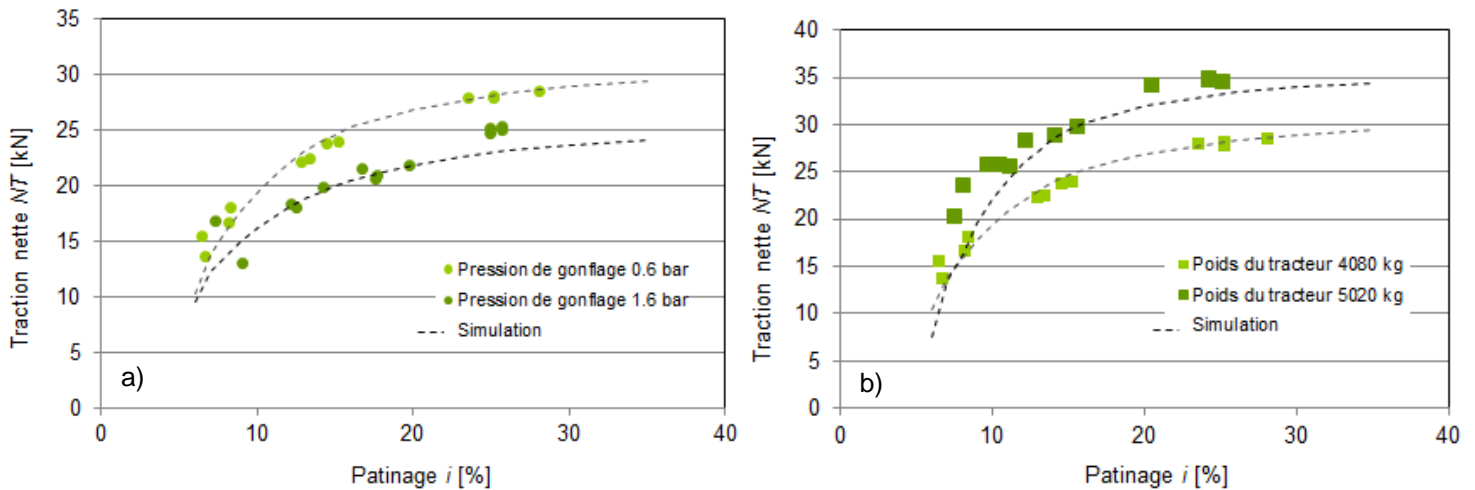 35
30
25
20
15
10
5
0
Traction nette NT [kN]
Pression de gonflage 0.6 bar
Pression de gonflage 1.6 bar
Simulation
a)
0
10
20
30
40
Patinage i [%]
40
35
30
25
20
15
10
5
0
Traction nette NT [kN]
Poids du tracteur 4080 kg
Poids du tracteur 5020 kg
Simulation
b)
0
10
20
30
40
Patinage i [%]